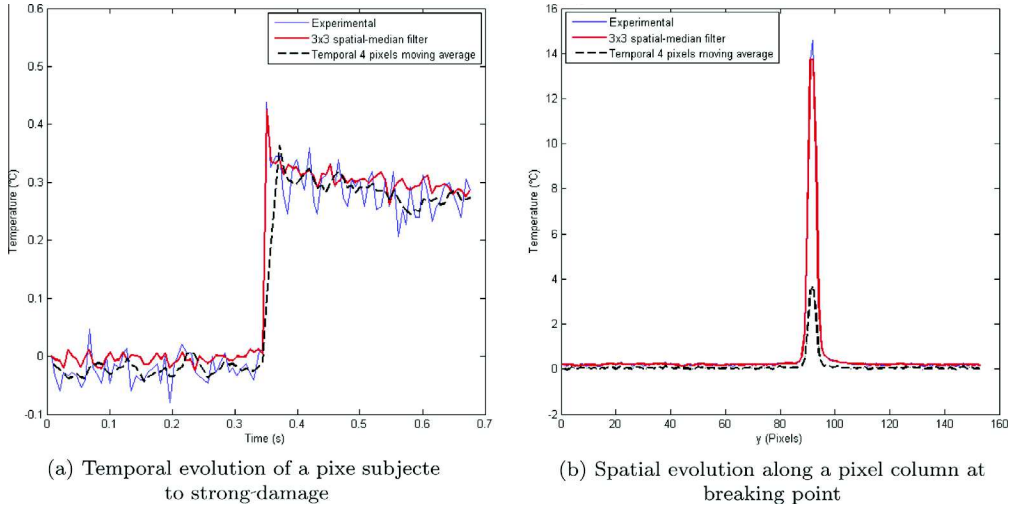 Experimental
3x3 spatial-median filter
Temporal 4 pixels moving average
0.6
0.5
0.4
0.3
0.2
0.1
0
-0.1
Temperature (°C)
0
0.1
0.2
0.3
0.4
0.5
0.6
0.7
Time (s)
(a) Temporal evolution of a pixe subjecte
to strong-damage
Experimental
3x3 spatial-median filter
Temporal 4 pixels moving average
16
14
12
10
8
6
4
2
0
-2
Temperature (°C)
0
20
40
60
80
100
120
140
160
y (Pixels)
(b) Spatial evolution along a pixel column at
breaking point